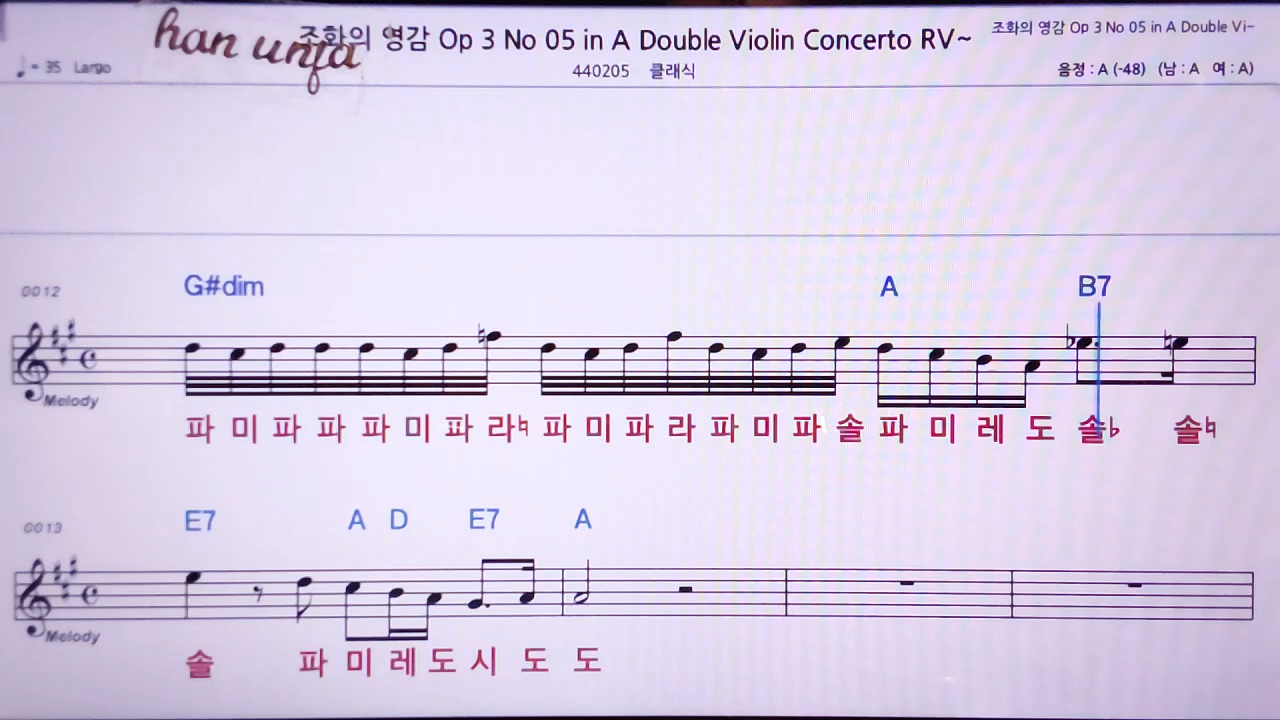 han unfa
조화의 영감 Op 3 No 05 in A Double Violin Concerto RV~
조화의 영감 Op 3 No 05 in A Double Vi~
♩= 35 Largo
440205 클래식
음정 : A (-48) (남 : A 여 : A)
0012
G#dim A B7
Melody
파 미 파 파 파 미 파 라♮ 파 미 파 라 파 미 파 솔 파 미 레 도 솔♭ 솔♮
0013
E7 A D E7 A
Melody
솔 파 미 레 도 시 도 도